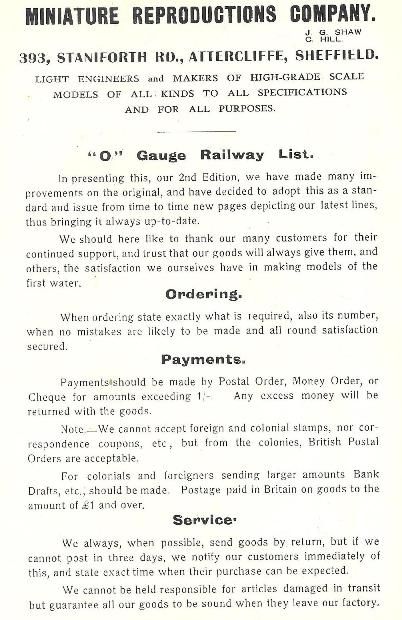 MINIATURE REPRODUCTIONS COMPANY.
J. G. SHAW
C. HILL.
393, STANIFORTH RD., ATTERCLIFFE, SHEFFIELD.
LIGHT ENGINEERS and MAKERS OF HIGH-GRADE SCALE
MODELS OF ALL KINDS TO ALL SPECIFICATIONS
AND FOR ALL PURPOSES.
"O" Gauge Railway List.
In presenting this, our 2nd Edition, we have made many im-
provements on the original, and have decided to adopt this as a stan-
dard and issue from time to time new pages depicting our latest lines,
thus bringing it always up-to-date.
We should here like to thank our many customers for their
continued support, and trust that our goods will always give them, and
others, the satisfaction we ourselves have in making models of the
first water.
Ordering.
When ordering state exactly what is required, also its number,
when no mistakes are likely to be made and all round satisfaction
secured.
Payments.
Payments should be made by Postal Order, Money Order, or
Cheque for amounts exceeding 1/-. Any excess money will be
returned with the goods.
Note.—We cannot accept foreign and colonial stamps, nor cor-
respondence coupons, etc, but from the colonies, British Postal
Orders are acceptable.
For colonials and foreigners sending larger amounts Bank
Drafts, etc., should be made. Postage paid in Britain on goods to the
amount of £1 and over.
Service.
We always, when possible, send goods by return, but if we
cannot post in three days, we notify our customers immediately of
this, and state exact time when their purchase can be expected.
We cannot be held responsible for articles damaged in transit
but guarantee all our goods to be sound when they leave our factory.